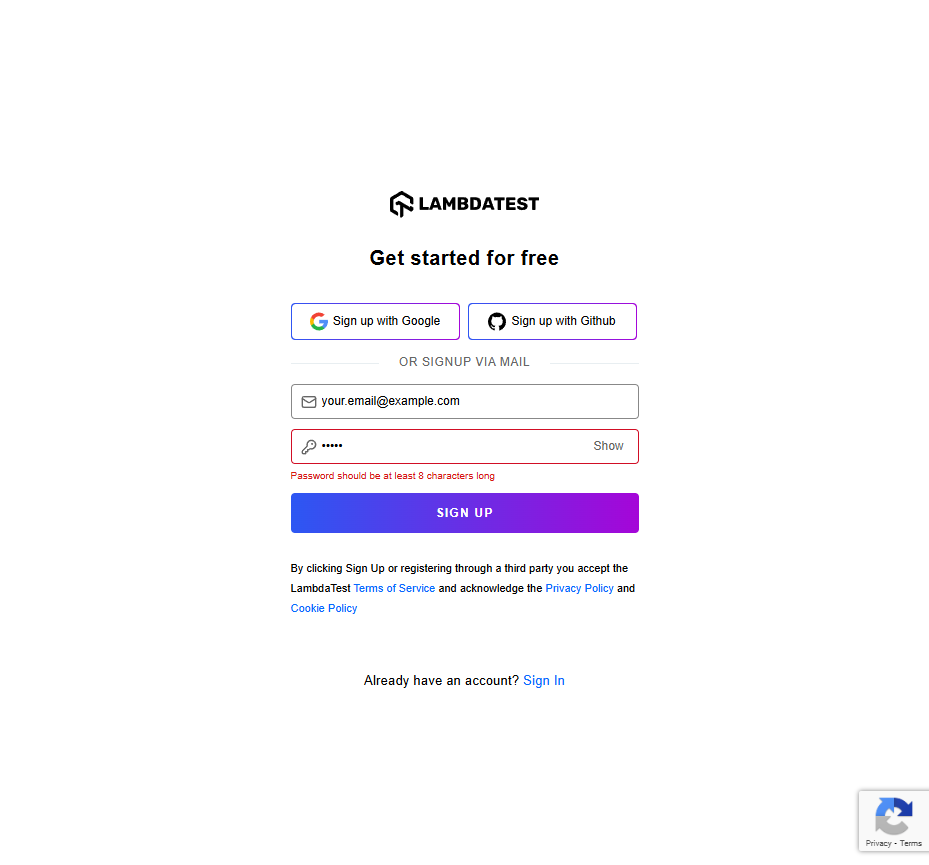 LAMBDATEST
Get started for free
Sign up with Google
Sign up with Github
OR SIGNUP VIA MAIL
your.email@example.com
•••••
Show
Password should be at least 8 characters long
SIGN UP
By clicking Sign Up or registering through a third party you accept the
LambdaTest Terms of Service and acknowledge the Privacy Policy and
Cookie Policy
Already have an account? Sign In
Privacy - Terms